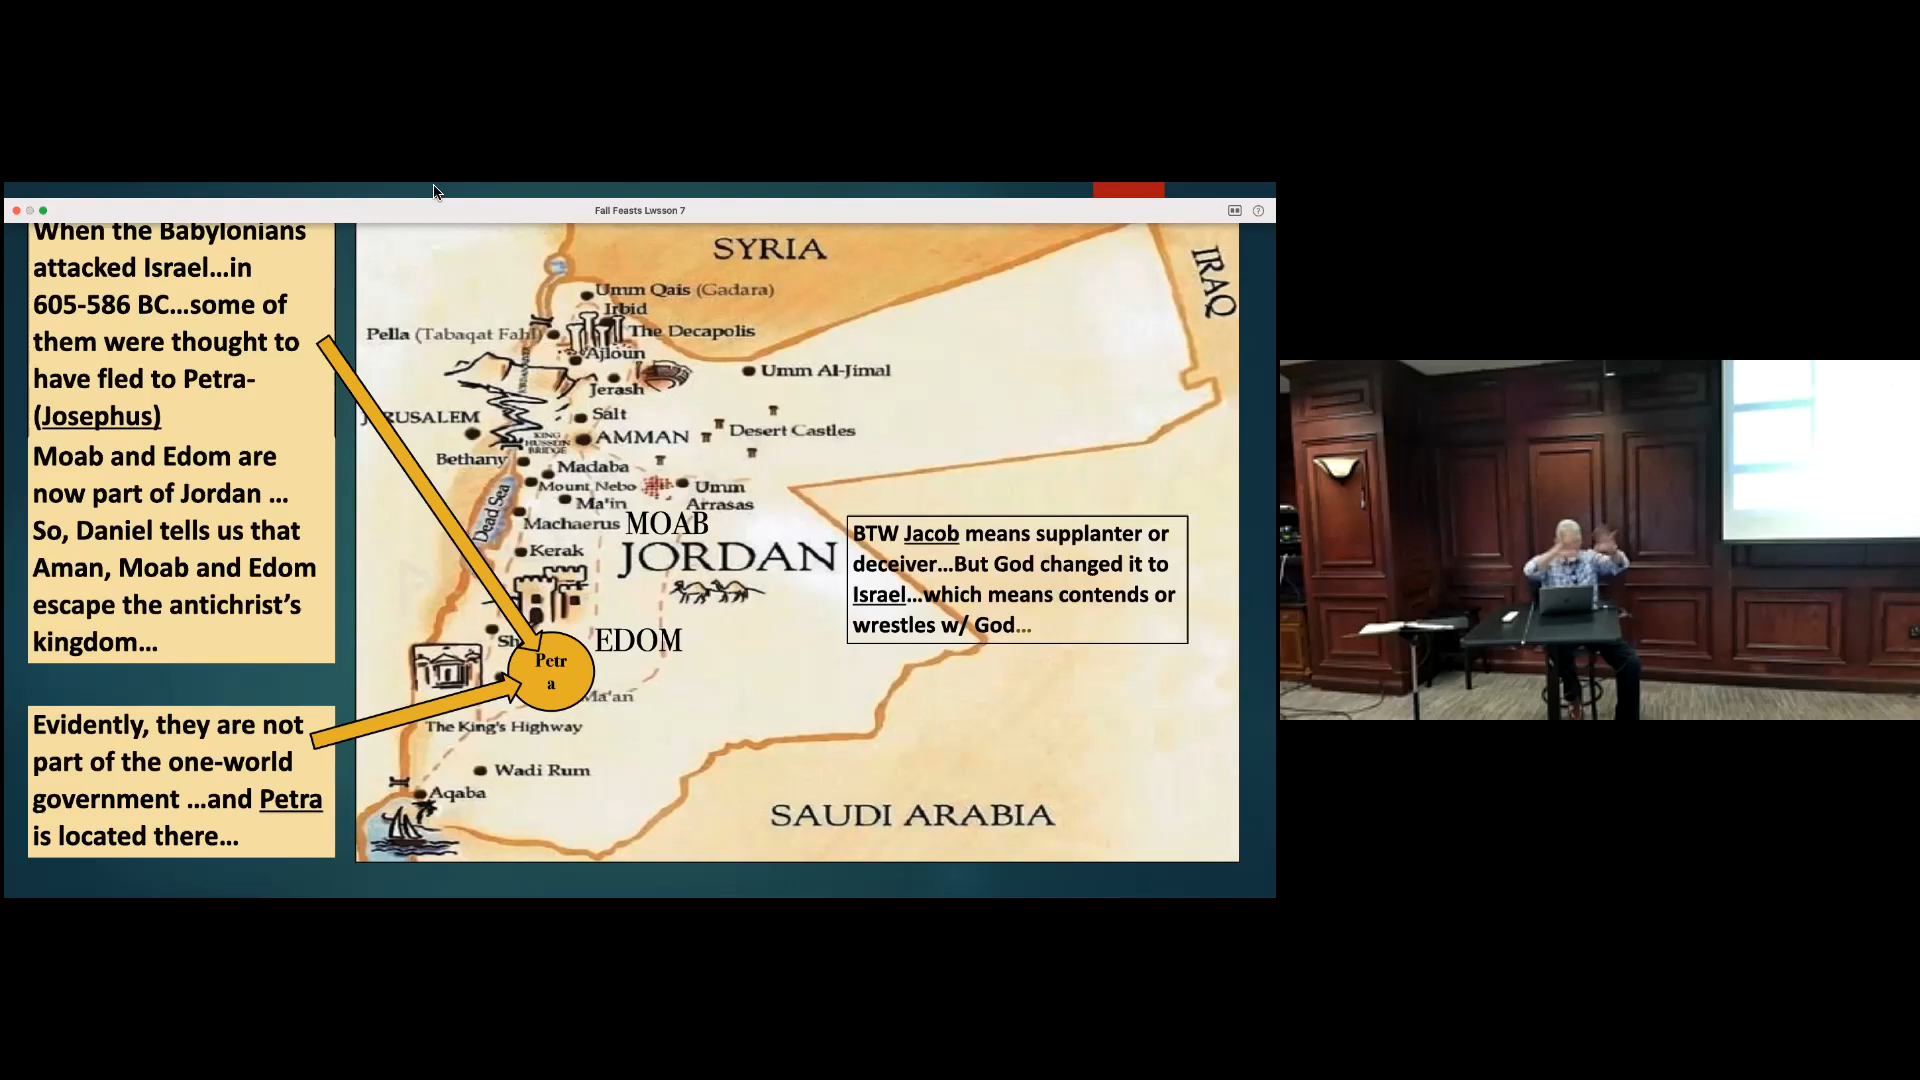 Fall Feasts Lwsson 7
When the Babylonians
attacked Israel...in
605-586 BC...some of
them were thought to
have fled to Petra-
(Josephus)
Moab and Edom are
now part of Jordan ...
So, Daniel tells us that
Aman, Moab and Edom
escape the antichrist's
kingdom...
Evidently, they are not
part of the one-world
government ...and Petra
is located there...
SYRIA
IRAQ
Umm Qais (Gadara)
Irbid
Pella (Tabaqat Fahl)
The Decapolis
Ajloun
Umm Al-Jimal
Jerash
RUSALEM
Salt
Desert Castles
KING
HUSSEIN
BRIDGE
AMMAN
Bethany
Madaba
Mount Nebo
Umm
Arrasas
Ma'in
Dead Sea
Machaerus
MOAB
Kerak
JORDAN
BTW Jacob means supplanter or
deceiver...But God changed it to
Israel...which means contends or
wrestles w/ God...
Sh
EDOM
Petr
a
Ma'an
The King's Highway
Wadi Rum
Aqaba
SAUDI ARABIA